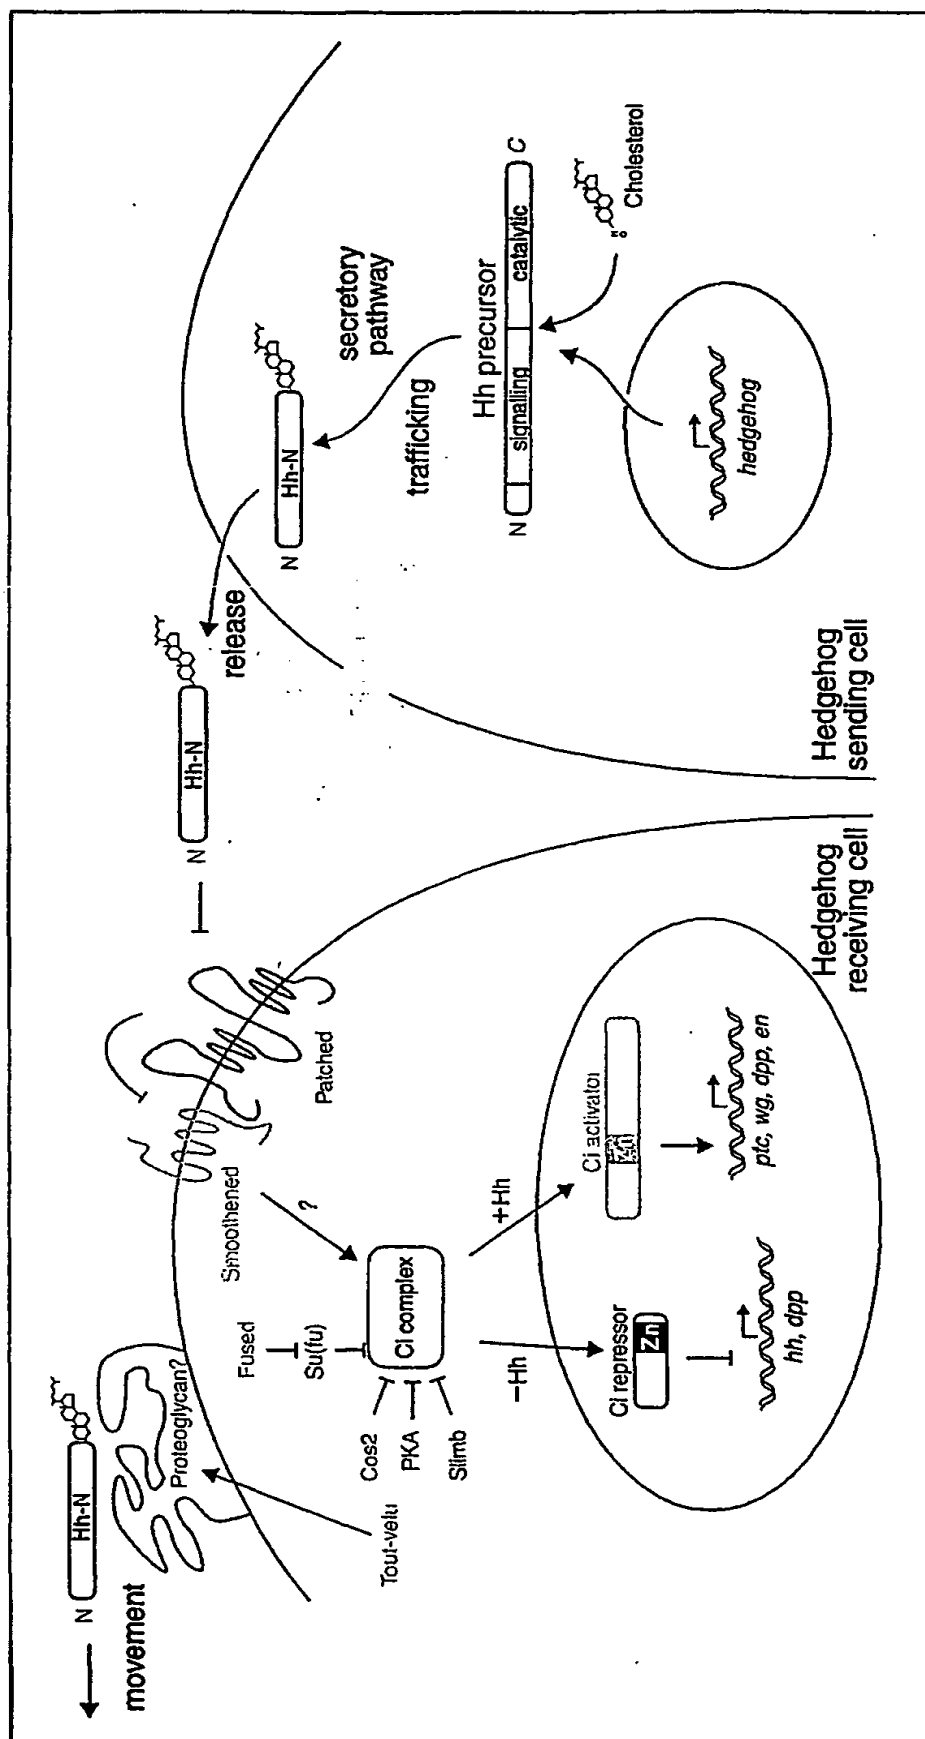 movement
N
Hh-N
Proteoglycan?
Tout-velu
Fused
Su(fu)
Cos2
PKA
Slimb
Ci complex
Smoothened
?
Patched
N
Hh-N
release
N
Hh-N
secretory
pathway
trafficking
Hh precursor
N
signalling
catalytic
C
HO
Cholesterol
hedgehog
Hedgehog
sending cell
Hedgehog
receiving cell
–Hh
+Hh
Ci repressor
Zn
hh, dpp
Ci activator
Zn
ptc, wg, dpp, en